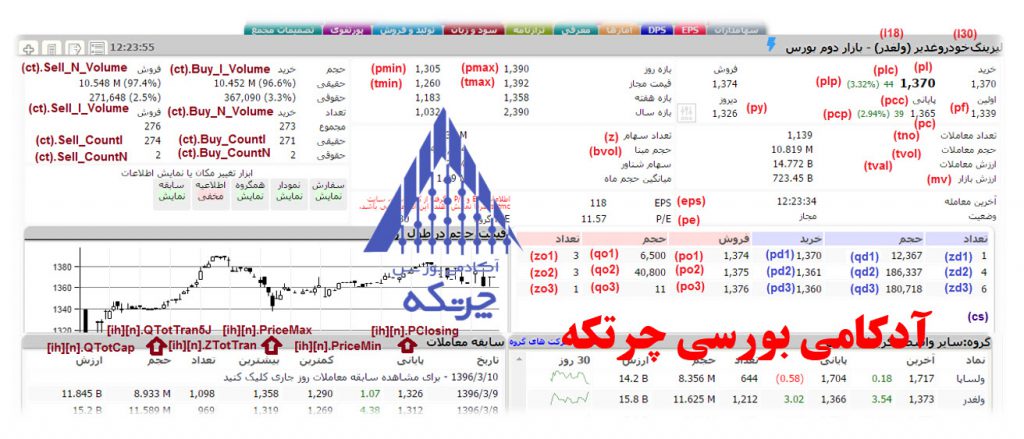 سهامداران EPS DPS آمارها معرفی ترازنامه سود و زیان تولید و فروش پورتفوی تصمیمات مجمع
لیزینگ‌خودروغدیر (ولغدر) - بازار دوم بورس (l18) (l30)
12:23:55
خرید 1,370 (pl) 1,370 (plc) 44 (3.32%) (plp) فروش 1,374
اولین 1,339 (pf) پایانی 1,365 (pcc) 39 (2.94%) (pcp) (pc) دیروز 1,326 (py)
تعداد معاملات (tno) 1,139
حجم معاملات (tvol) 10.819 M
ارزش معاملات (tval) 14.772 B
ارزش بازار (mv) 723.45 B
آخرین معامله 12:23:34
وضعیت مجاز
بازه روز 1,390 (pmax) 1,305 (pmin)
قیمت مجاز 1,392 (tmax) 1,260 (tmin)
بازه هفته 1,358 1,183
بازه سال 2,390 1,032
تعداد سهام (z)
حجم مبنا (bvol)
سهام شناور
میانگین حجم ماه
EPS 118 (eps)
P/E 11.57 (pe)
حجم خرید (ct).Buy_I_Volume فروش (ct).Sell_N_Volume
حقیقی 10.452 M (96.6%) 10.548 M (97.4%)
حقوقی 367,090 (3.3%) 271,648 (2.5%)
تعداد خرید (ct).Buy_N_Volume فروش (ct).Sell_I_Volume
مجموع 273 276
حقیقی 271 (ct).Buy_CountI 274 (ct).Sell_CountI
حقوقی 2 (ct).Buy_CountN 2 (ct).Sell_CountN
ابزار تغییر مکان یا نمایش اطلاعات
سفارش نمایش نمودار نمایش همگروه نمایش اطلاعیه مخفی سابقه نمایش
تعداد حجم خرید فروش حجم تعداد
(zd1) 1 (qd1) 12,367 (pd1) 1,370 1,374 (po1) 6,500 (qo1) 3 (zo1)
(zd2) 4 (qd2) 186,337 (pd2) 1,361 1,375 (po2) 40,800 (qo2) 3 (zo2)
(zd3) 6 (qd3) 180,718 (pd3) 1,360 1,376 (po3) 11 (qo3) 1 (zo3)
(cs)
1380
1360
1340
1320
آکادمی بورسی
چرتکه
آدکامی بورسی چرتکه
[ih][n].QTotTran5J [ih][n].PriceMax [ih][n].PClosing
[ih][n].QTotCap [ih][n].ZTotTran [ih][n].PriceMin
سابقه معاملات
تاریخ پایانی کمترین بیشترین تعداد حجم ارزش
1396/3/10 - برای مشاهده سابقه معاملات روز جاری کلیک کنید
1396/3/9 1,326 1.07 1,290 1,358 1,098 8.933 M 11.845 B
1396/3/8 1,312 4.38 1,269 1,319 969 11.589 M 15.2 B
نماد آخرین پایانی تعداد حجم ارزش 30 روز
ولساپا 1,717 0.18 1,704 (0.58) 644 8.356 M 14.2 B
ولغدر 1,373 3.54 1,366 3.02 1,212 11.625 M 15.8 B